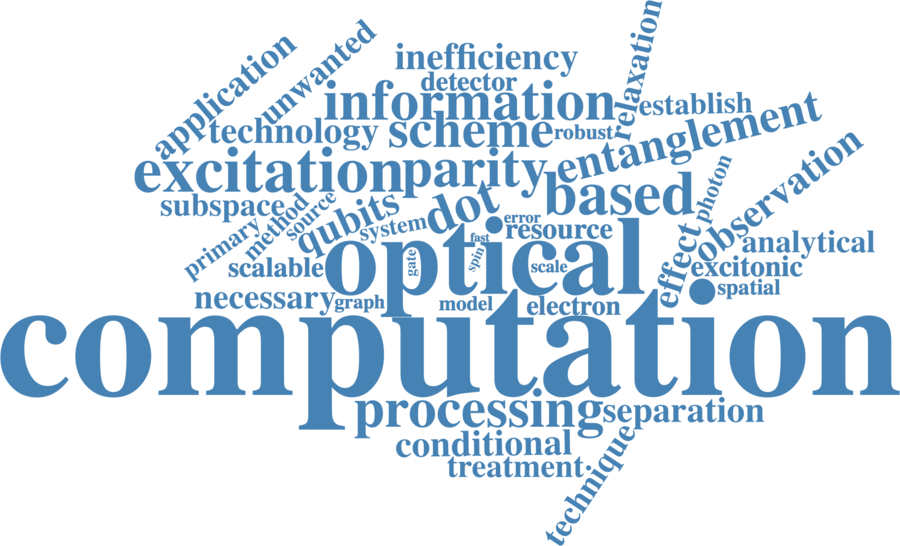 relaxation
unwanted
application
inefficiency
detector
information
establish
technology
scheme
robust
entanglement
excitation
parity
observation
photon
based
subspace
method
source
qubits
dot
primary
system
error
resource
fast
analytical
effect
optical
gate
spin
scale
scalable
excitonic
spatial
necessary
graph
model
electron
computation
processing
separation
conditional
treatment
technique